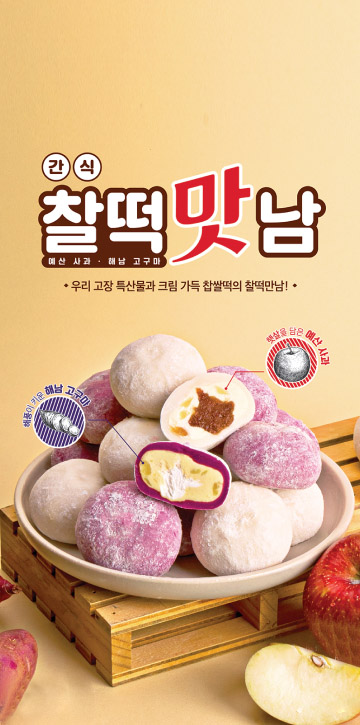 간식
찰떡맛남
예산 사과 · 해남 고구마
• 우리 고장 특산물과 크림 가득 찹쌀떡의 찰떡만남! •
햇살을 담은 예산 사과
해풍이 키운 해남 고구마